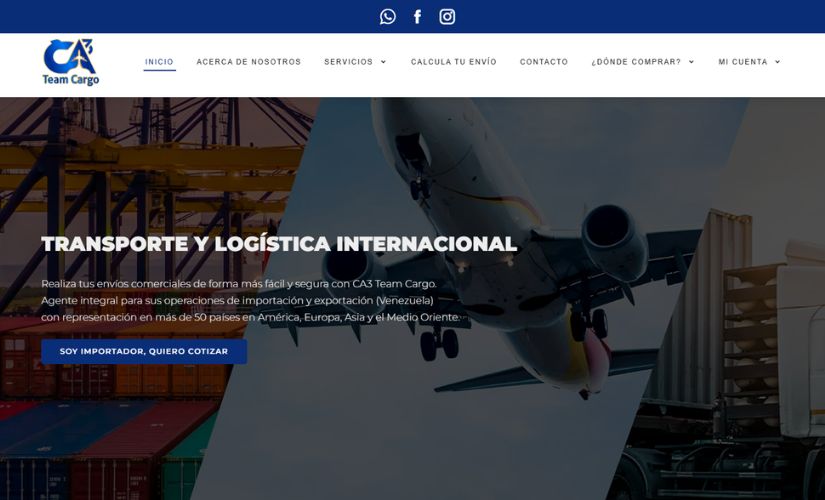 CA3
Team Cargo
INICIO
ACERCA DE NOSOTROS
SERVICIOS
CALCULA TU ENVÍO
CONTACTO
¿DÓNDE COMPRAR?
MI CUENTA
TRANSPORTE Y LOGÍSTICA INTERNACIONAL
Realiza tus envíos comerciales de forma más fácil y segura con CA3 Team Cargo.
Agente integral para sus operaciones de importación y exportación (Venezuela)
con representación en más de 50 países en América, Europa, Asia y el Medio Oriente.
SOY IMPORTADOR, QUIERO COTIZAR